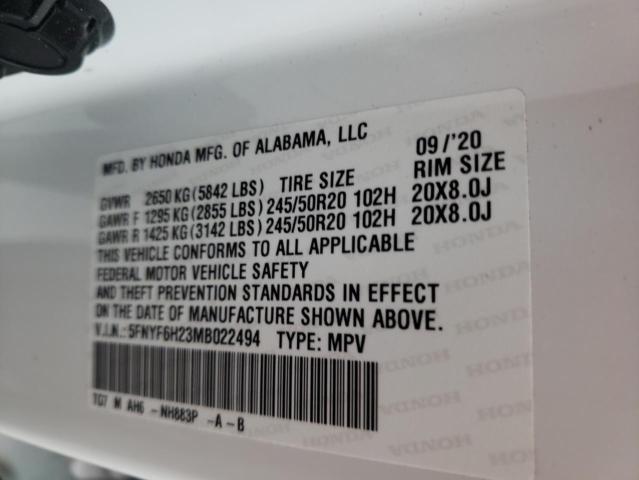 MFD. BY HONDA MFG. OF ALABAMA, LLC 09/'20
GVWR 2650 KG (5842 LBS) TIRE SIZE RIM SIZE
GAWR F 1295 KG (2855 LBS) 245/50R20 102H 20X8.0J
GAWR R 1425 KG (3142 LBS) 245/50R20 102H 20X8.0J
THIS VEHICLE CONFORMS TO ALL APPLICABLE
FEDERAL MOTOR VEHICLE SAFETY
AND THEFT PREVENTION STANDARDS IN EFFECT
ON THE DATE OF MANUFACTURE SHOWN ABOVE.
V.I.N.: 5FNYF6H23MB022494 TYPE: MPV
TG7 M AH6 -NH883P -A-B